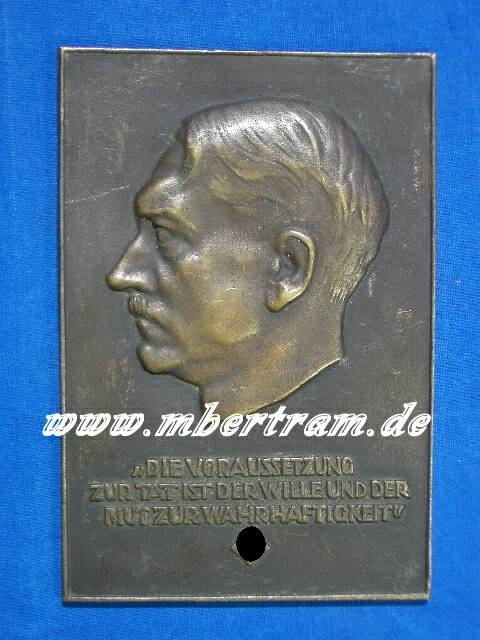 www.mbertram.de
„DIE VORAUSSETZUNG
ZUR TAT IST DER WILLE UND DER
MUT ZUR WAHRHAFTIGKEIT“